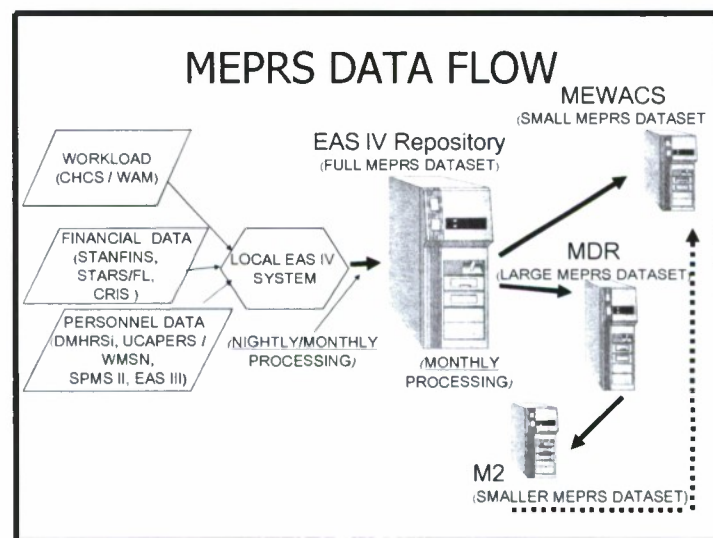 MEPRS DATA FLOW
WORKLOAD
(CHCS / WAM)
FINANCIAL DATA
(STANFINS,
STARS/FL,
CRIS )
PERSONNEL DATA
(DMHRSi, UCAPERS /
WMSN,
SPMS II, EAS III)
LOCAL EAS IV
SYSTEM
(NIGHTLY/MONTHLY
PROCESSING)
EAS IV Repository
(FULL MEPRS DATASET)
(MONTHLY
PROCESSING)
MEWACS
(SMALL MEPRS DATASET
MDR
(LARGE MEPRS DATASET)
M2
(SMALLER MEPRS DATASET)